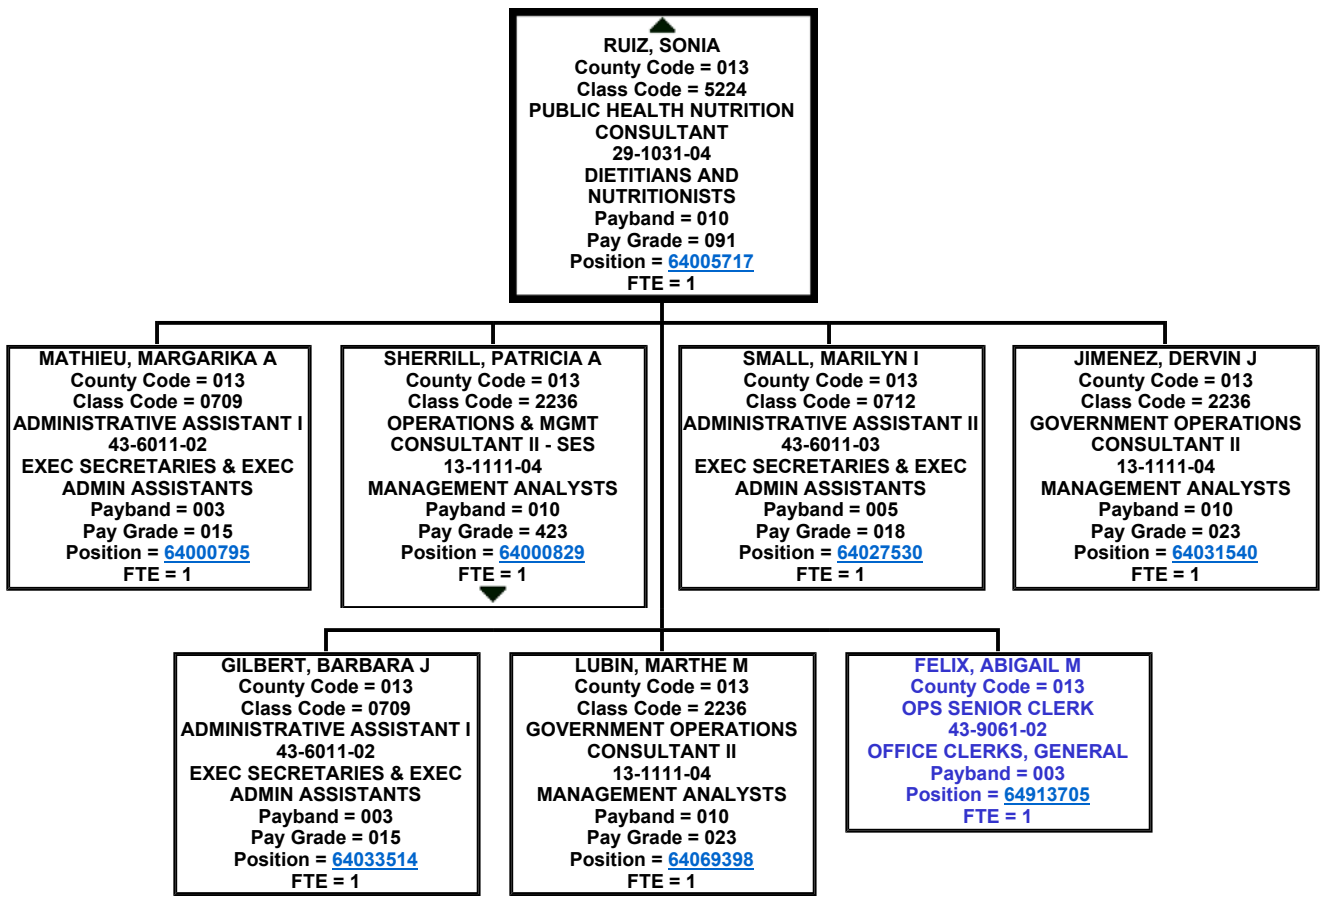 RUIZ, SONIA
County Code = 013
Class Code = 5224
PUBLIC HEALTH NUTRITION
CONSULTANT
29-1031-04
DIETITIANS AND
NUTRITIONISTS
Payband = 010
Pay Grade = 091
Position = 64005717
FTE = 1
MATHIEU, MARGARIKA A
County Code = 013
Class Code = 0709
ADMINISTRATIVE ASSISTANT I
43-6011-02
EXEC SECRETARIES & EXEC
ADMIN ASSISTANTS
Payband = 003
Pay Grade = 015
Position = 64000795
FTE = 1
SHERRILL, PATRICIA A
County Code = 013
Class Code = 2236
OPERATIONS & MGMT
CONSULTANT II - SES
13-1111-04
MANAGEMENT ANALYSTS
Payband = 010
Pay Grade = 423
Position = 64000829
FTE = 1
SMALL, MARILYN I
County Code = 013
Class Code = 0712
ADMINISTRATIVE ASSISTANT II
43-6011-03
EXEC SECRETARIES & EXEC
ADMIN ASSISTANTS
Payband = 005
Pay Grade = 018
Position = 64027530
FTE = 1
JIMENEZ, DERVIN J
County Code = 013
Class Code = 2236
GOVERNMENT OPERATIONS
CONSULTANT II
13-1111-04
MANAGEMENT ANALYSTS
Payband = 010
Pay Grade = 023
Position = 64031540
FTE = 1
GILBERT, BARBARA J
County Code = 013
Class Code = 0709
ADMINISTRATIVE ASSISTANT I
43-6011-02
EXEC SECRETARIES & EXEC
ADMIN ASSISTANTS
Payband = 003
Pay Grade = 015
Position = 64033514
FTE = 1
LUBIN, MARTHE M
County Code = 013
Class Code = 2236
GOVERNMENT OPERATIONS
CONSULTANT II
13-1111-04
MANAGEMENT ANALYSTS
Payband = 010
Pay Grade = 023
Position = 64069398
FTE = 1
FELIX, ABIGAIL M
County Code = 013
OPS SENIOR CLERK
43-9061-02
OFFICE CLERKS, GENERAL
Payband = 003
Position = 64913705
FTE = 1